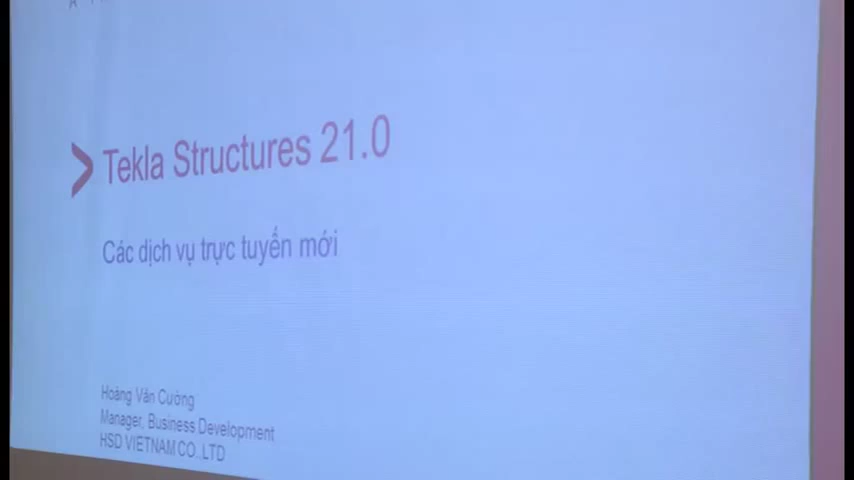 Tekla Structures 21.0
Các dịch vụ trực tuyến mới
Hoàng Văn Cường
Manager, Business Development
HSD VIETNAM CO.,LTD